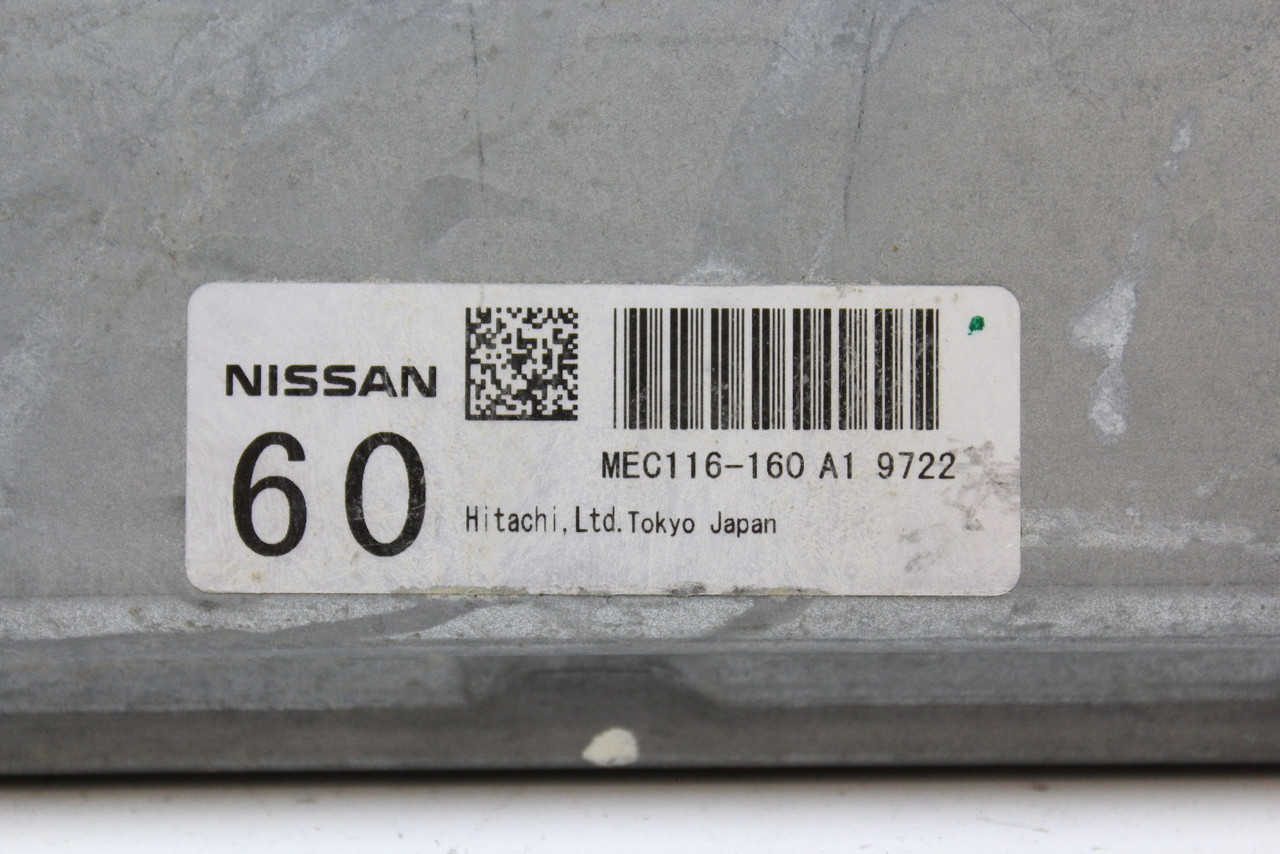 NISSAN
60
MEC116-160 A1 9722
Hitachi,Ltd.Tokyo Japan